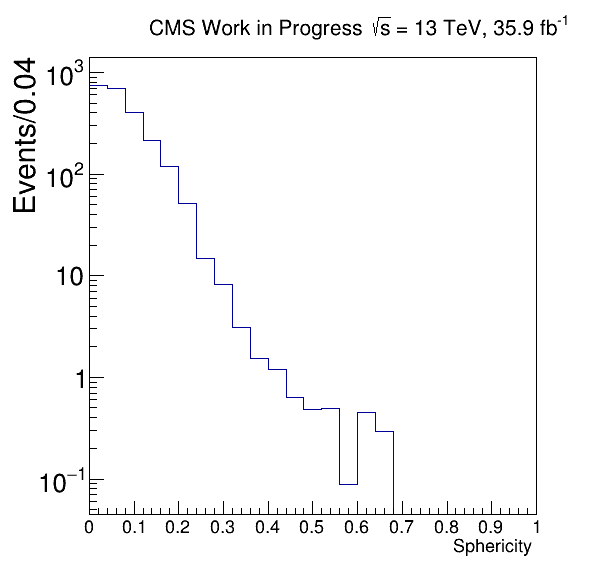 CMS Work in Progress √s = 13 TeV, 35.9 fb⁻¹
Events/0.04
10³
10²
10
1
10⁻¹
0 0.1 0.2 0.3 0.4 0.5 0.6 0.7 0.8 0.9 1
Sphericity